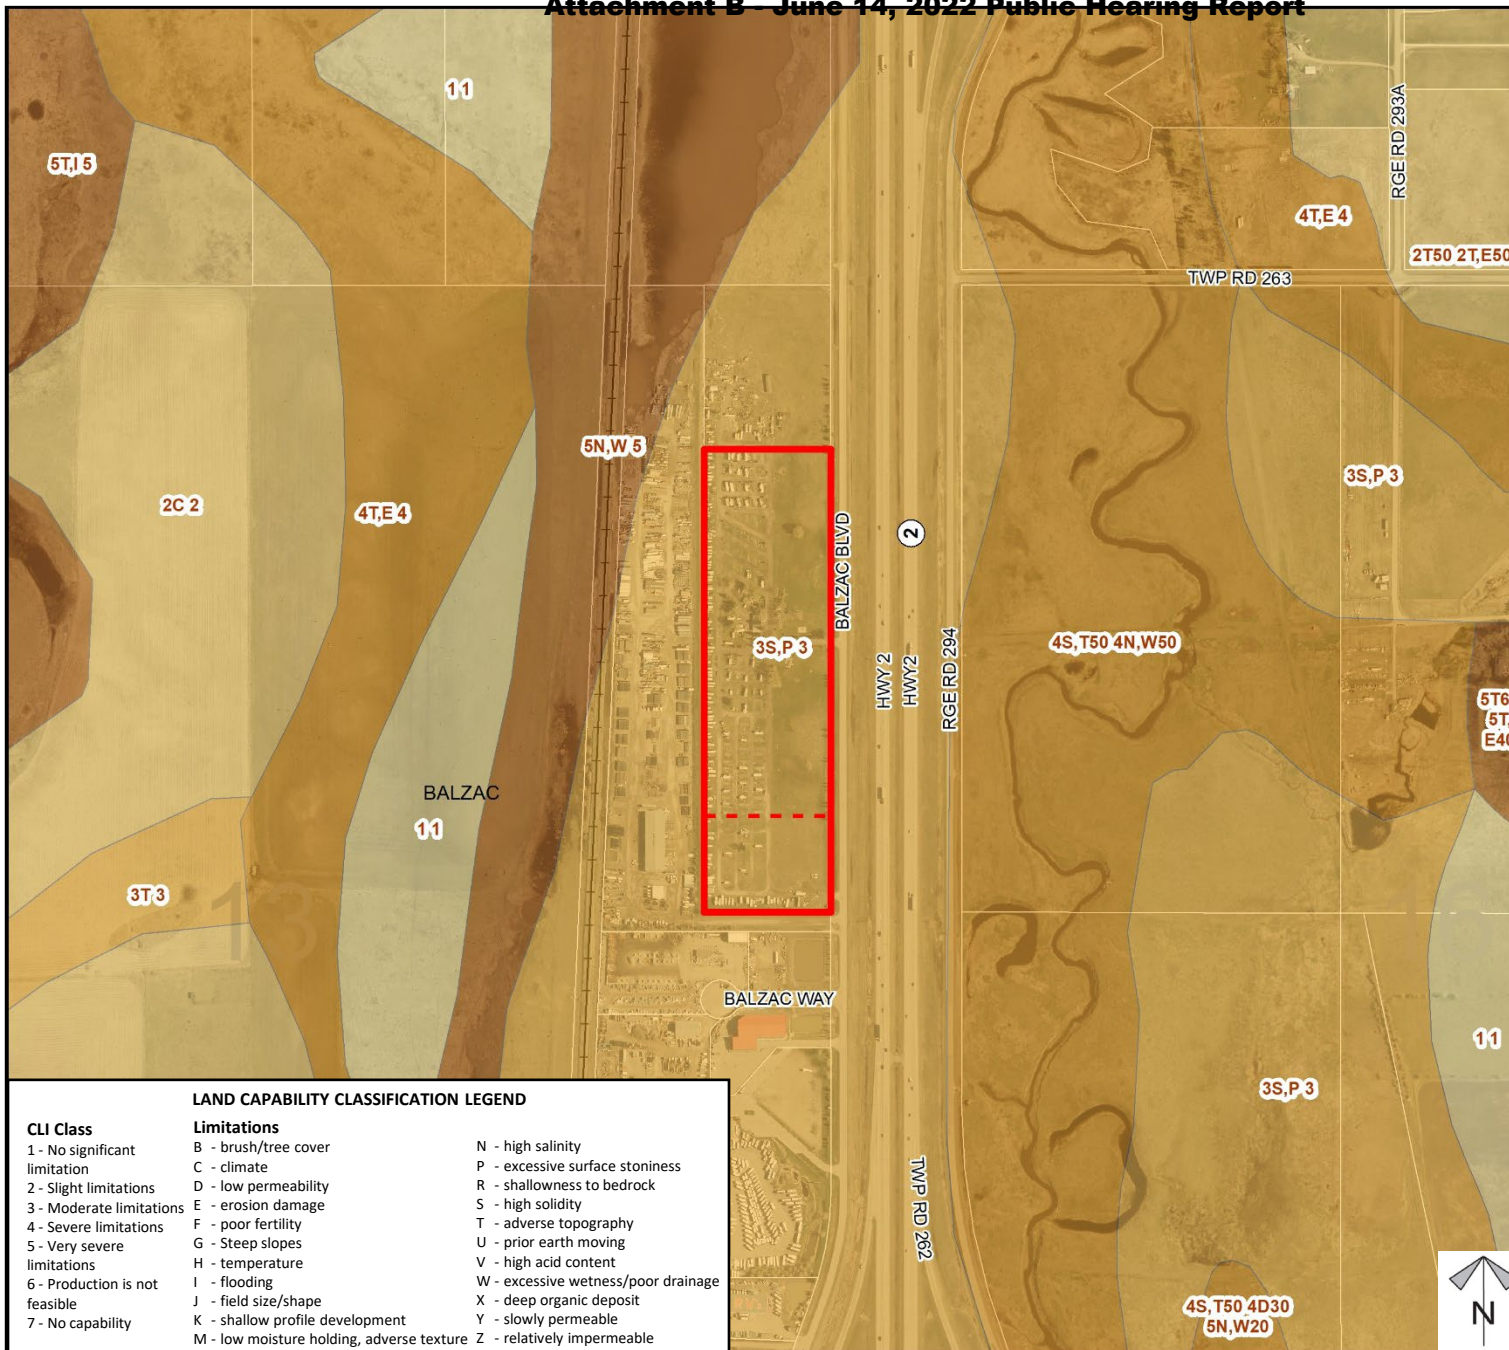 Attachment B - June 14, 2022 Public Hearing Report
1 1
5T,I 5
RGE RD 293A
4T,E 4
2T50 2T,E50
TWP RD 263
5N,W 5
3S,P 3
2C 2
4T,E 4
BALZAC BLVD
2
3S,P 3
HWY 2
HWY2
RGE RD 294
4S,T50 4N,W50
5T6
5T,
E40
BALZAC
1 1
3T 3
13
BALZAC WAY
1 1
3S,P 3
TWP RD 262
4S,T50 4D30
5N,W20
N
LAND CAPABILITY CLASSIFICATION LEGEND
CLI Class
1 - No significant
limitation
2 - Slight limitations
3 - Moderate limitations
4 - Severe limitations
5 - Very severe
limitations
6 - Production is not
feasible
7 - No capability
Limitations
B - brush/tree cover
C - climate
D - low permeability
E - erosion damage
F - poor fertility
G - Steep slopes
H - temperature
I - flooding
J - field size/shape
K - shallow profile development
M - low moisture holding, adverse texture
N - high salinity
P - excessive surface stoniness
R - shallowness to bedrock
S - high solidity
T - adverse topography
U - prior earth moving
V - high acid content
W - excessive wetness/poor drainage
X - deep organic deposit
Y - slowly permeable
Z - relatively impermeable